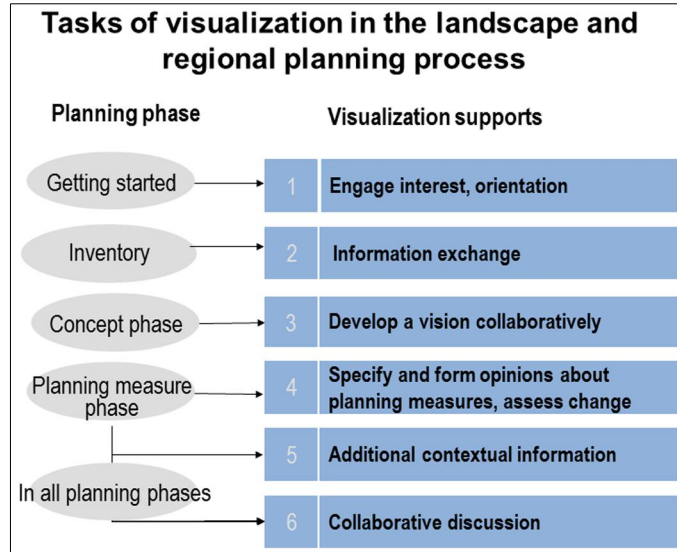 Tasks of visualization in the landscape and
regional planning process
Planning phase
Visualization supports
Getting started
1
Engage interest, orientation
Inventory
2
Information exchange
Concept phase
3
Develop a vision collaboratively
Planning measure
phase
4
Specify and form opinions about
planning measures, assess change
5
Additional contextual information
In all planning phases
6
Collaborative discussion